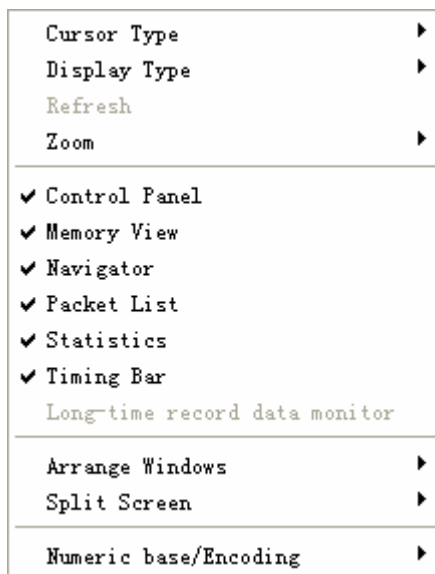 Cursor Type
Display Type
Refresh
Zoom
Control Panel
Memory View
Navigator
Packet List
Statistics
Timing Bar
Long-time record data monitor
Arrange Windows
Split Screen
Numeric base/Encoding